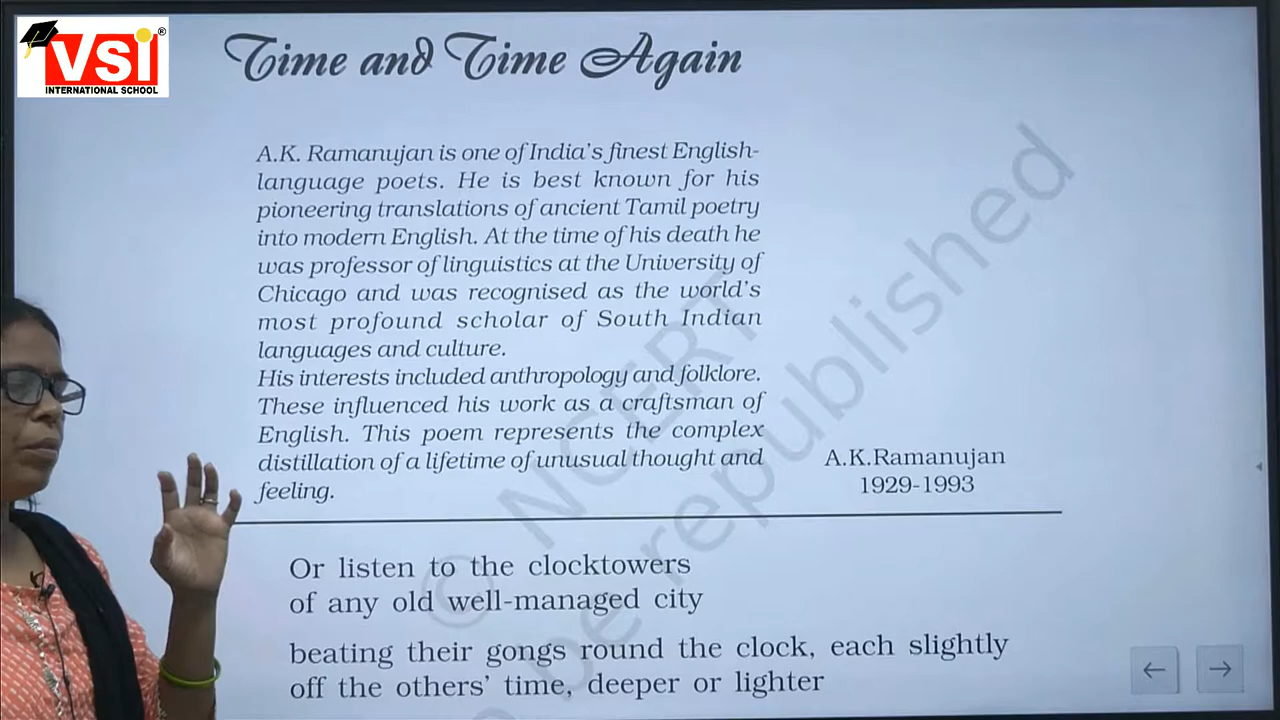 VSI
®
INTERNATIONAL SCHOOL
Time and Time Again
A.K. Ramanujan is one of India's finest English-
language poets. He is best known for his
pioneering translations of ancient Tamil poetry
into modern English. At the time of his death he
was professor of linguistics at the University of
Chicago and was recognised as the world's
most profound scholar of South Indian
languages and culture.
His interests included anthropology and folklore.
These influenced his work as a craftsman of
English. This poem represents the complex
distillation of a lifetime of unusual thought and
feeling.
A.K.Ramanujan
1929-1993
© NCERT
be republished
Or listen to the clocktowers
of any old well-managed city
beating their gongs round the clock, each slightly
off the others' time, deeper or lighter